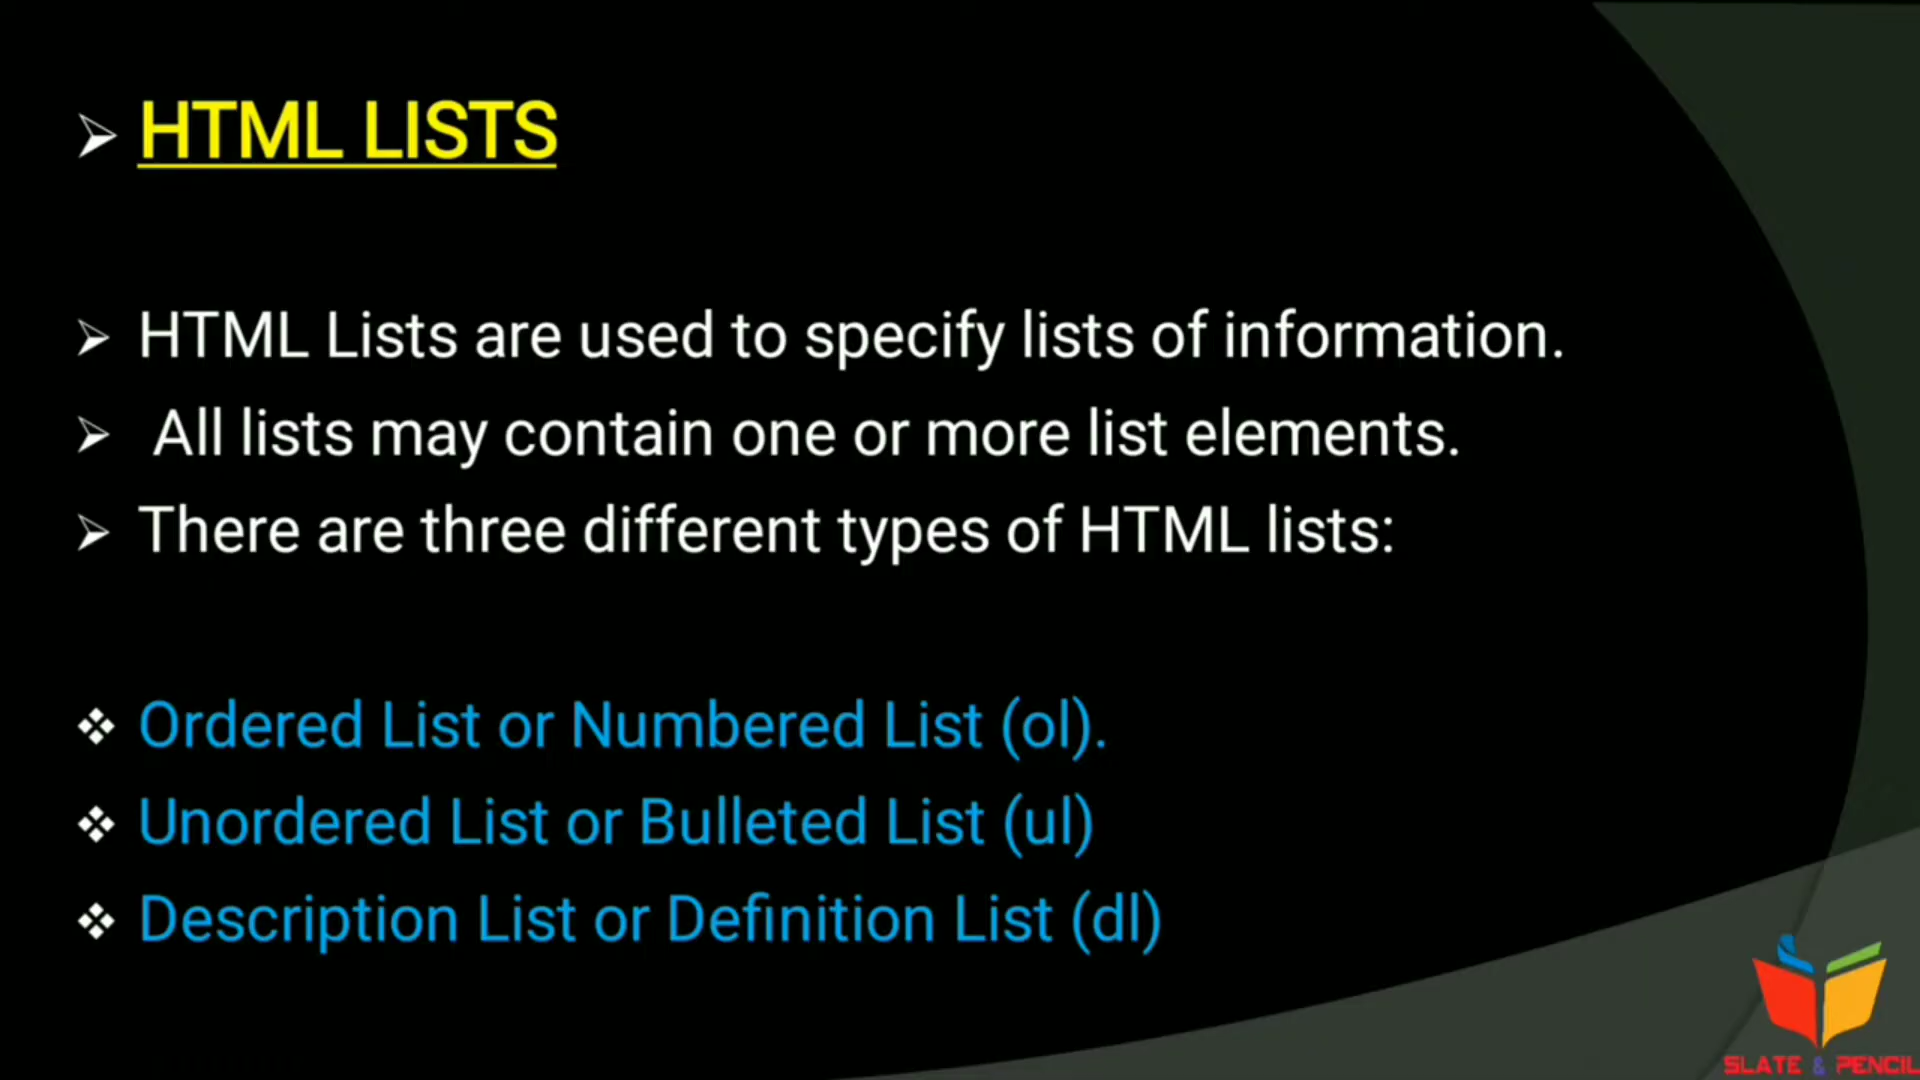 HTML LISTS
HTML Lists are used to specify lists of information.
All lists may contain one or more list elements.
There are three different types of HTML lists:
Ordered List or Numbered List (ol).
Unordered List or Bulleted List (ul)
Description List or Definition List (dl)
SLATE & PENCIL